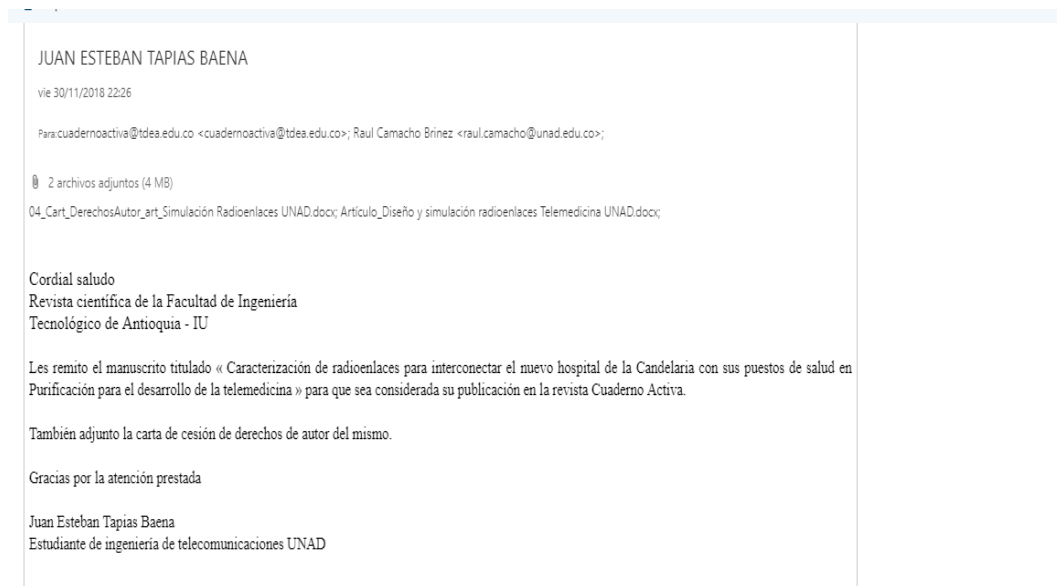 JUAN ESTEBAN TAPIAS BAENA
vie 30/11/2018 22:26
Para:cuadernoactiva@tdea.edu.co <cuadernoactiva@tdea.edu.co>; Raul Camacho Brinez <raul.camacho@unad.edu.co>;
2 archivos adjuntos (4 MB)
04_Cart_DerechosAutor_art_Simulación Radioenlaces UNAD.docx; Artículo_Diseño y simulación radioenlaces Telemedicina UNAD.docx;
Cordial saludo
Revista científica de la Facultad de Ingeniería
Tecnológico de Antioquia - IU
Les remito el manuscrito titulado « Caracterización de radioenlaces para interconectar el nuevo hospital de la Candelaria con sus puestos de salud en
Purificación para el desarrollo de la telemedicina » para que sea considerada su publicación en la revista Cuaderno Activa.
También adjunto la carta de cesión de derechos de autor del mismo.
Gracias por la atención prestada
Juan Esteban Tapias Baena
Estudiante de ingeniería de telecomunicaciones UNAD